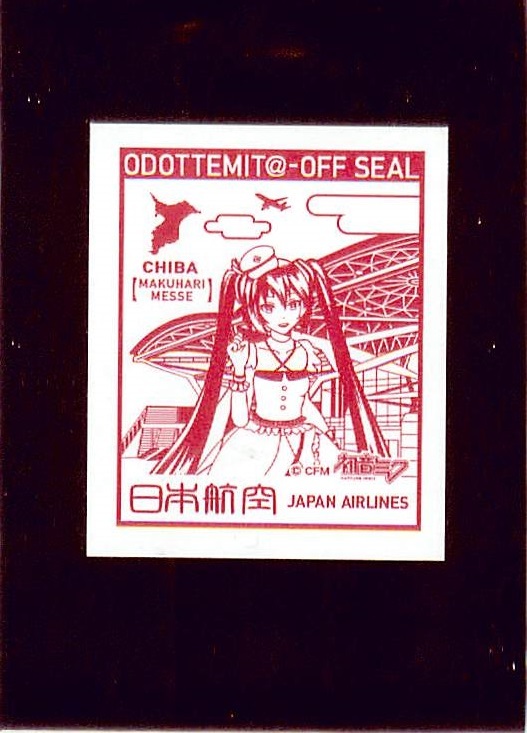 ODOTTEMIT@-OFF SEAL
CHIBA
[MAKUHARI
MESSE]
© CFM
初音ミク
日本航空 JAPAN AIRLINES